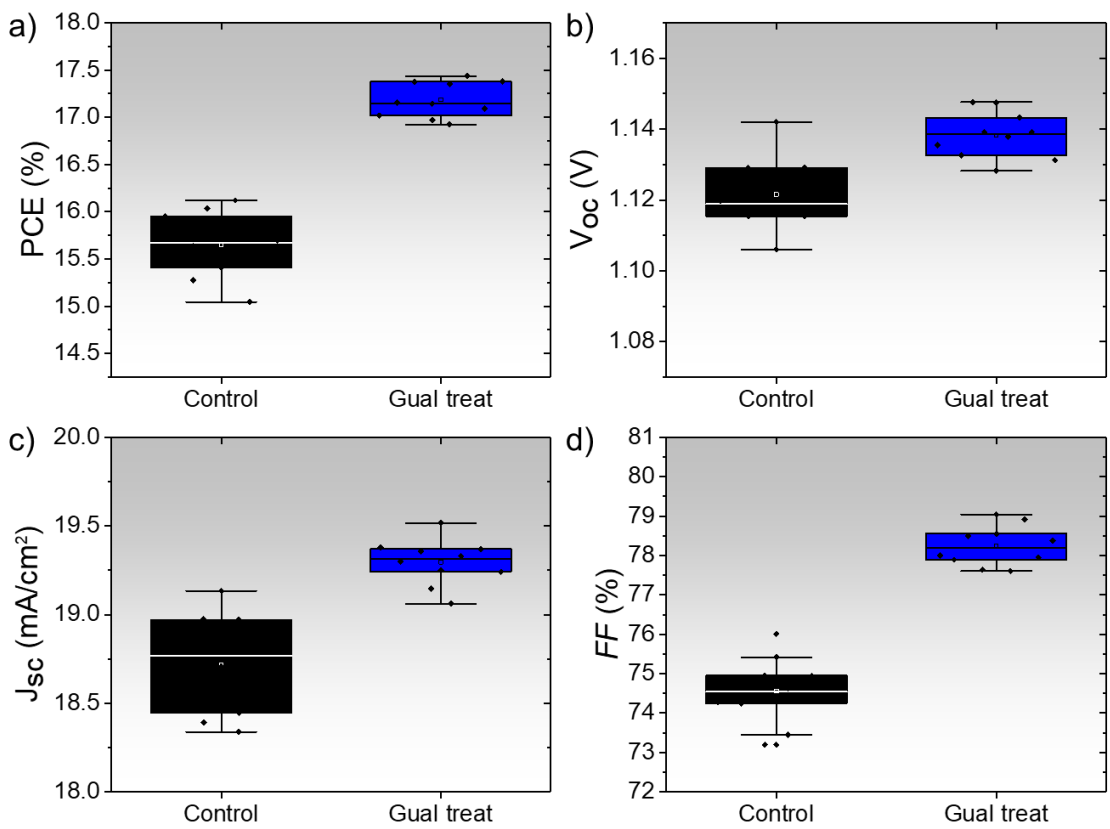 a)
PCE (%)
18.0
17.5
17.0
16.5
16.0
15.5
15.0
14.5
Control
Gual treat
b)
Voc (V)
1.16
1.14
1.12
1.10
1.08
Control
Gual treat
c)
Jsc (mA/cm²)
20.0
19.5
19.0
18.5
18.0
Control
Gual treat
d)
FF (%)
81
80
79
78
77
76
75
74
73
72
Control
Gual treat